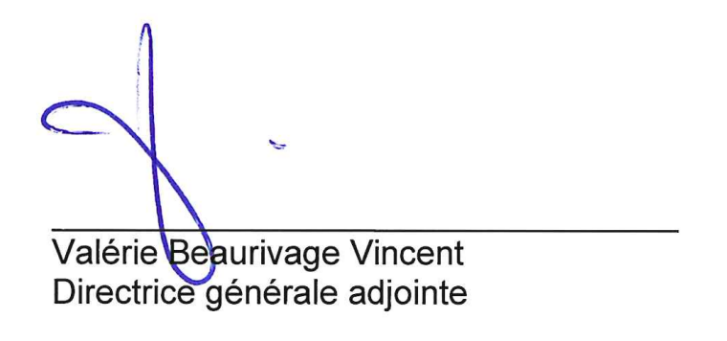 Valérie Beaurivage Vincent
Directrice générale adjointe